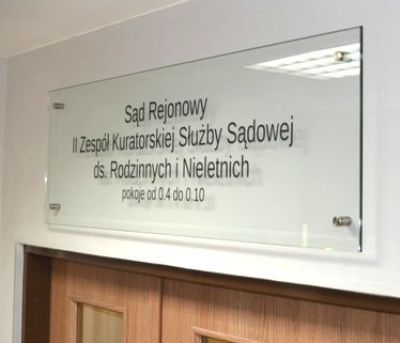 Sąd Rejonowy
II Zespół Kuratorskiej Służby Sądowej
ds. Rodzinnych i Nieletnich
pokoje od 0.4 do 0.10